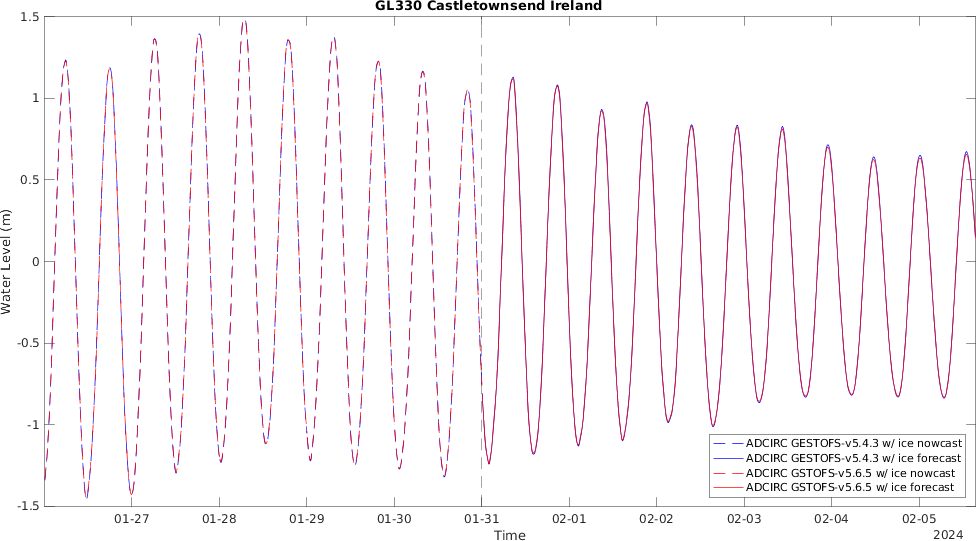 GL330 Castletownsend Ireland
1.5
1
0.5
0
-0.5
-1
-1.5
Water Level (m)
ADCIRC GESTOFS-v5.4.3 w/ ice nowcast
ADCIRC GESTOFS-v5.4.3 w/ ice forecast
ADCIRC GSTOFS-v5.6.5 w/ ice nowcast
ADCIRC GSTOFS-v5.6.5 w/ ice forecast
01-27 01-28 01-29 01-30 01-31 02-01 02-02 02-03 02-04 02-05
Time
2024